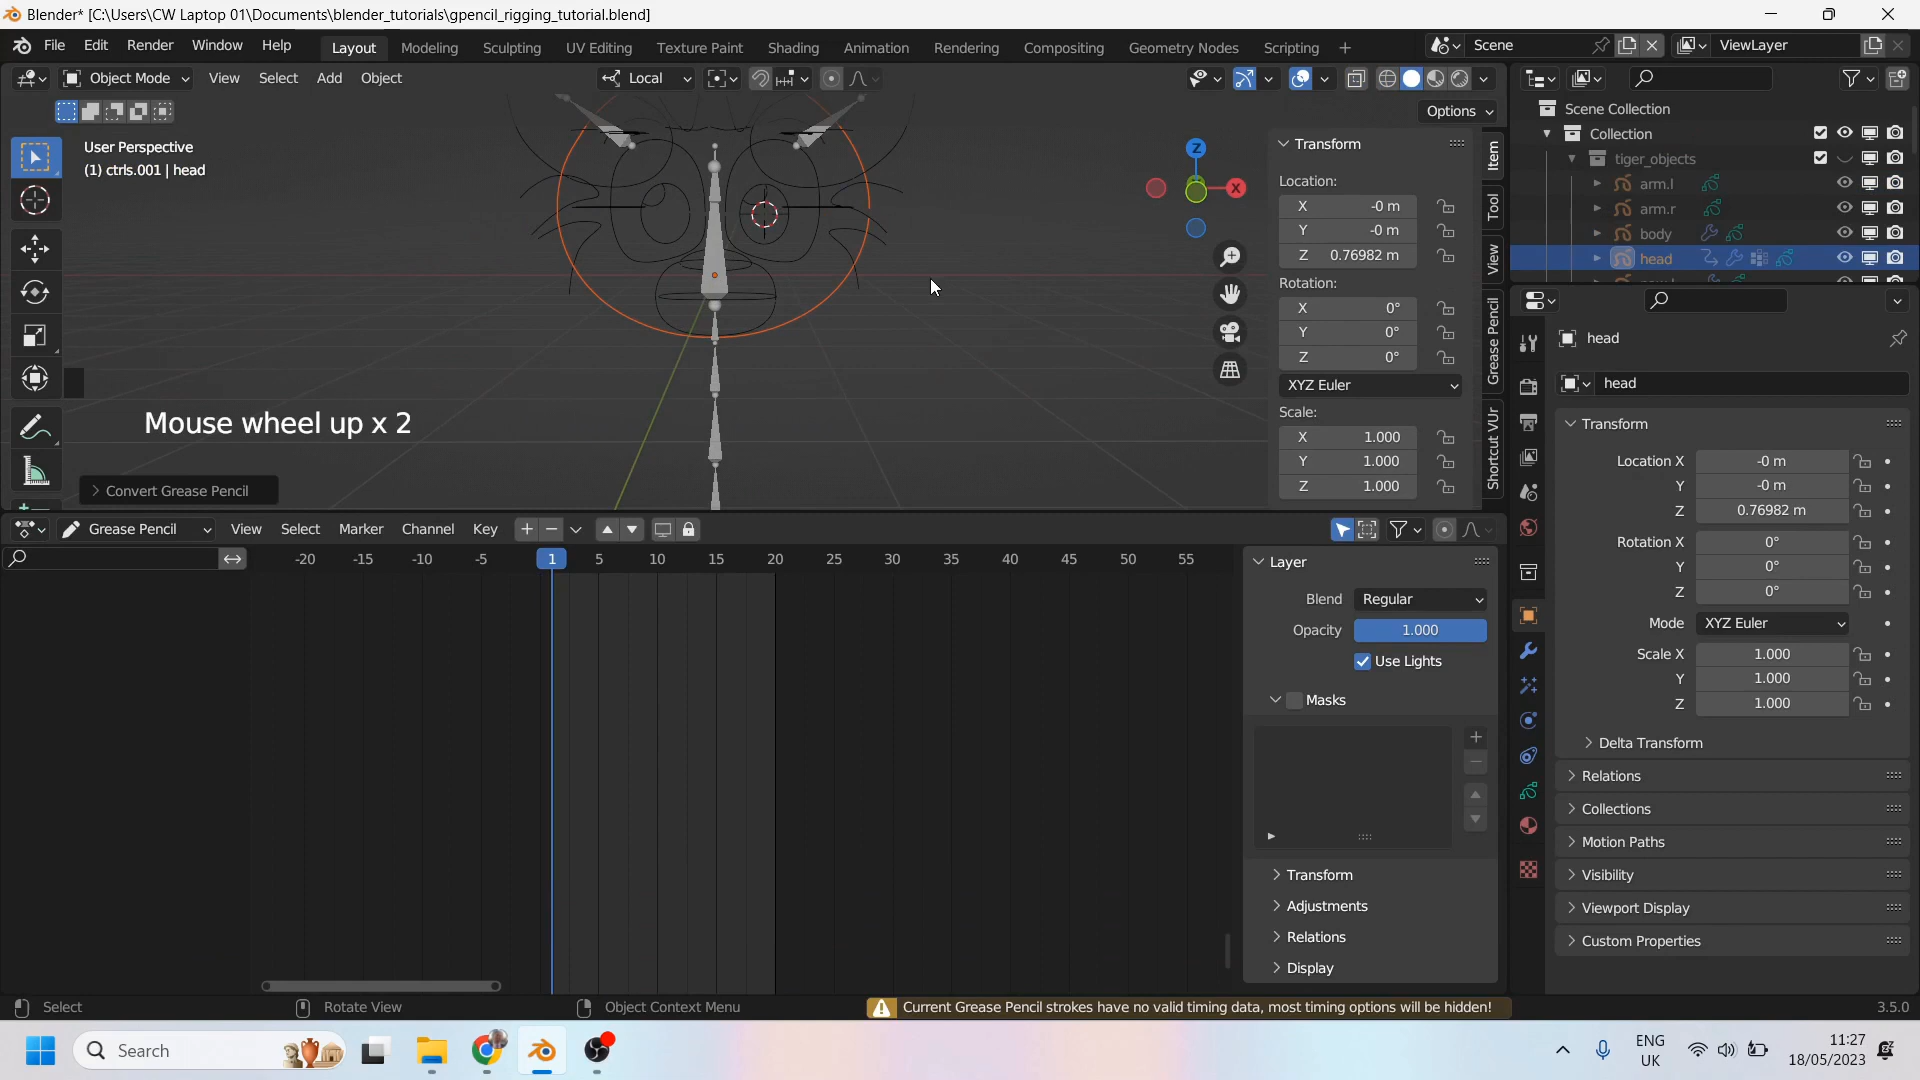 Blender* [C:\Users\CW Laptop 01\Documents\blender_tutorials\gpencil_rigging_tutorial.blend]
File Edit Render Window Help Layout Modeling Sculpting UV Editing Texture Paint Shading Animation Rendering Compositing Geometry Nodes Scripting + Scene ViewLayer
Object Mode View Select Add Object Local
Options
User Perspective
(1) ctrls.001 | head
Z
X
Transform
Location:
X -0 m
Y -0 m
Z 0.76982 m
Rotation:
X 0°
Y 0°
Z 0°
XYZ Euler
Scale:
X 1.000
Y 1.000
Z 1.000
Item
Tool
View
Grease Pencil
Shortcut VUr
Mouse wheel up x 2
Convert Grease Pencil
Scene Collection
Collection
tiger_objects
arm.l
arm.r
body
head
head
head
Transform
Location X -0 m
Y -0 m
Z 0.76982 m
Rotation X 0°
Y 0°
Z 0°
Mode XYZ Euler
Scale X 1.000
Y 1.000
Z 1.000
Delta Transform
Relations
Collections
Motion Paths
Visibility
Viewport Display
Custom Properties
Grease Pencil View Select Marker Channel Key
-20 -15 -10 -5 1 5 10 15 20 25 30 35 40 45 50 55
Layer
Blend Regular
Opacity 1.000
Use Lights
Masks
Transform
Adjustments
Relations
Display
Select Rotate View Object Context Menu Current Grease Pencil strokes have no valid timing data, most timing options will be hidden! 3.5.0
Search
ENG
UK
11:27
18/05/2023